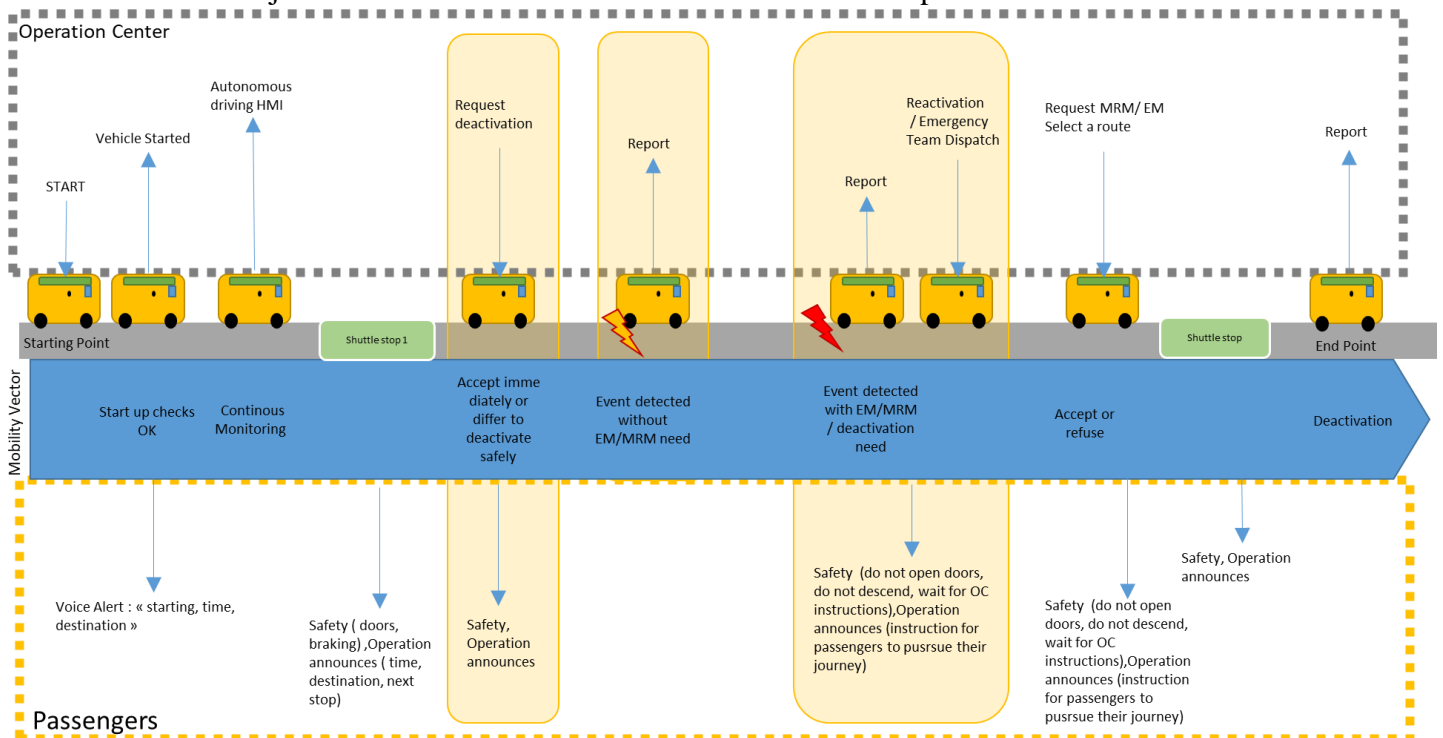 Operation Center
START
Vehicle Started
Autonomous
driving HMI
Request
deactivation
Report
Report
Reactivation
/ Emergency
Team Dispatch
Request MRM/ EM
Select a route
Report
Starting Point
Shuttle stop 1
Shuttle stop
End Point
Mobility Vector
Start up checks
OK
Continous
Monitoring
Accept imme
diately or
differ to
deactivate
safely
Event detected
without
EM/MRM need
Event detected
with EM/MRM
/ deactivation
need
Accept or
refuse
Deactivation
Voice Alert : « starting, time,
destination »
Safety ( doors,
braking) ,Operation
announces ( time,
destination, next
stop)
Safety,
Operation
announces
Safety (do not open doors,
do not descend, wait for OC
instructions),Operation
announces (instruction for
passengers to pusrsue their
journey)
Safety (do not open
doors, do not descend,
wait for OC
instructions),Operation
announces (instruction
for passengers to
pusrsue their journey)
Safety, Operation
announces
Passengers